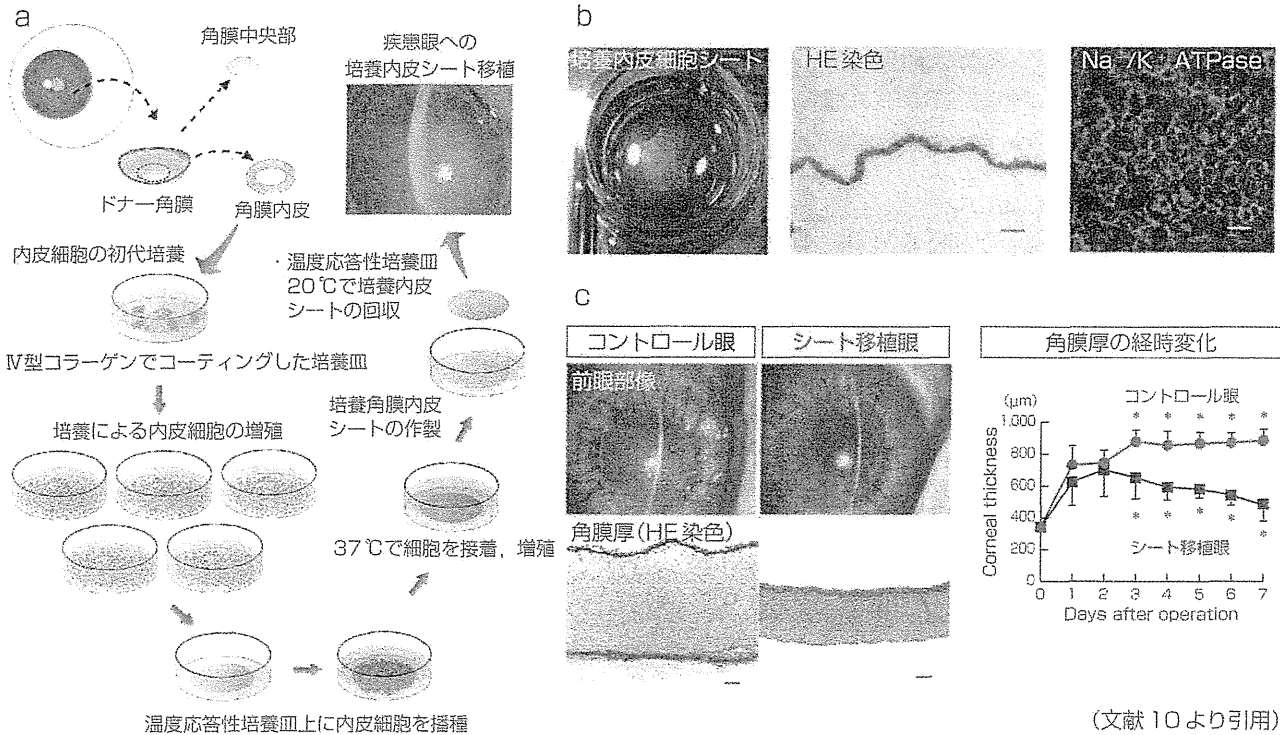 a
角膜中央部
疾患眼への
培養内皮シート移植
ドナー角膜
角膜内皮
内皮細胞の初代培養
・温度応答性培養皿
20℃で培養内皮
シートの回収
Ⅳ型コラーゲンでコーティングした培養皿
培養角膜内皮
シートの作製
培養による内皮細胞の増殖
37℃で細胞を接着，増殖
温度応答性培養皿上に内皮細胞を播種
b
培養内皮細胞シート
HE染色
Na⁺/K⁺ ATPase
c
コントロール眼
シート移植眼
前眼部像
角膜厚（HE染色）
角膜厚の経時変化
(μm)
コントロール眼
1,000
* * * * *
800
600
400
* * * * *
シート移植眼
200
0
Corneal thickness
0 1 2 3 4 5 6 7
Days after operation
（文献10より引用）